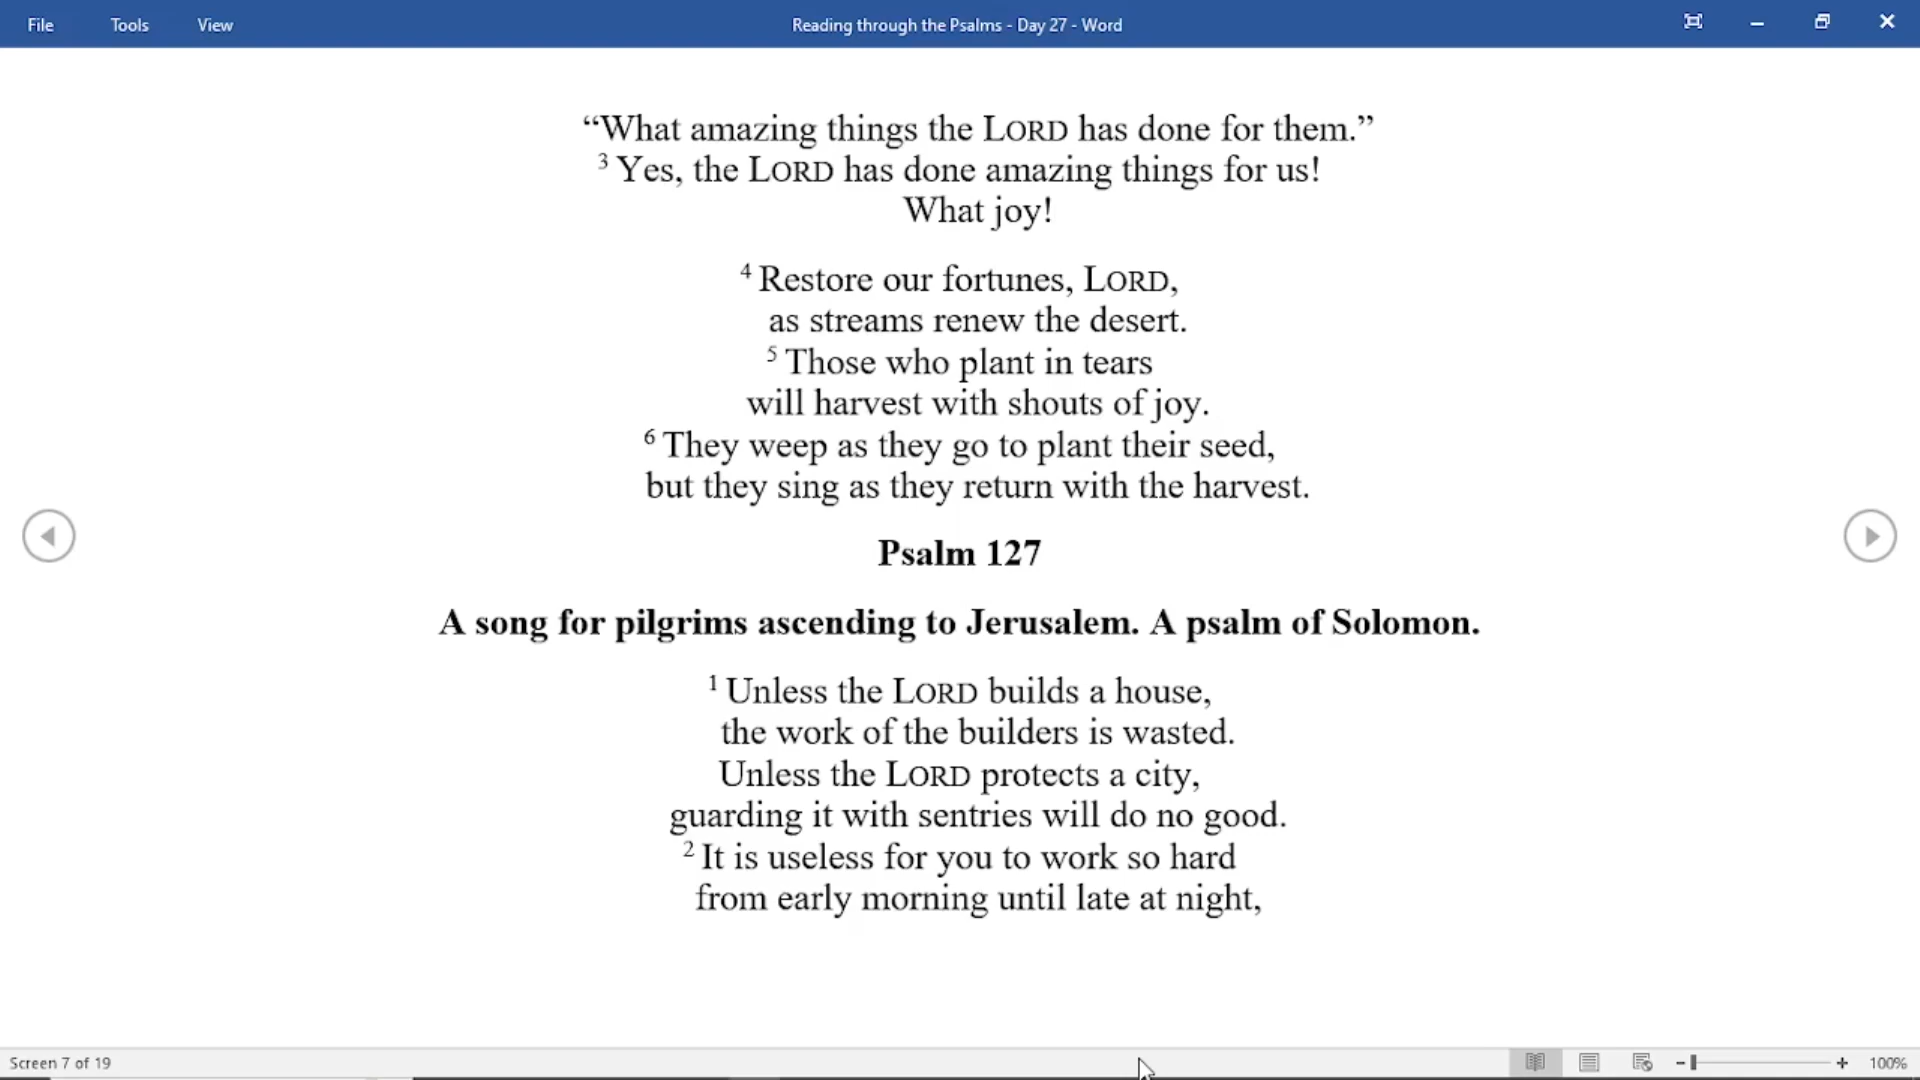 File Tools View Reading through the Psalms - Day 27 - Word
“What amazing things the LORD has done for them.”
3 Yes, the LORD has done amazing things for us!
What joy!
4 Restore our fortunes, LORD,
as streams renew the desert.
5 Those who plant in tears
will harvest with shouts of joy.
6 They weep as they go to plant their seed,
but they sing as they return with the harvest.
Psalm 127
A song for pilgrims ascending to Jerusalem. A psalm of Solomon.
1 Unless the LORD builds a house,
the work of the builders is wasted.
Unless the LORD protects a city,
guarding it with sentries will do no good.
2 It is useless for you to work so hard
from early morning until late at night,
Screen 7 of 19 100%